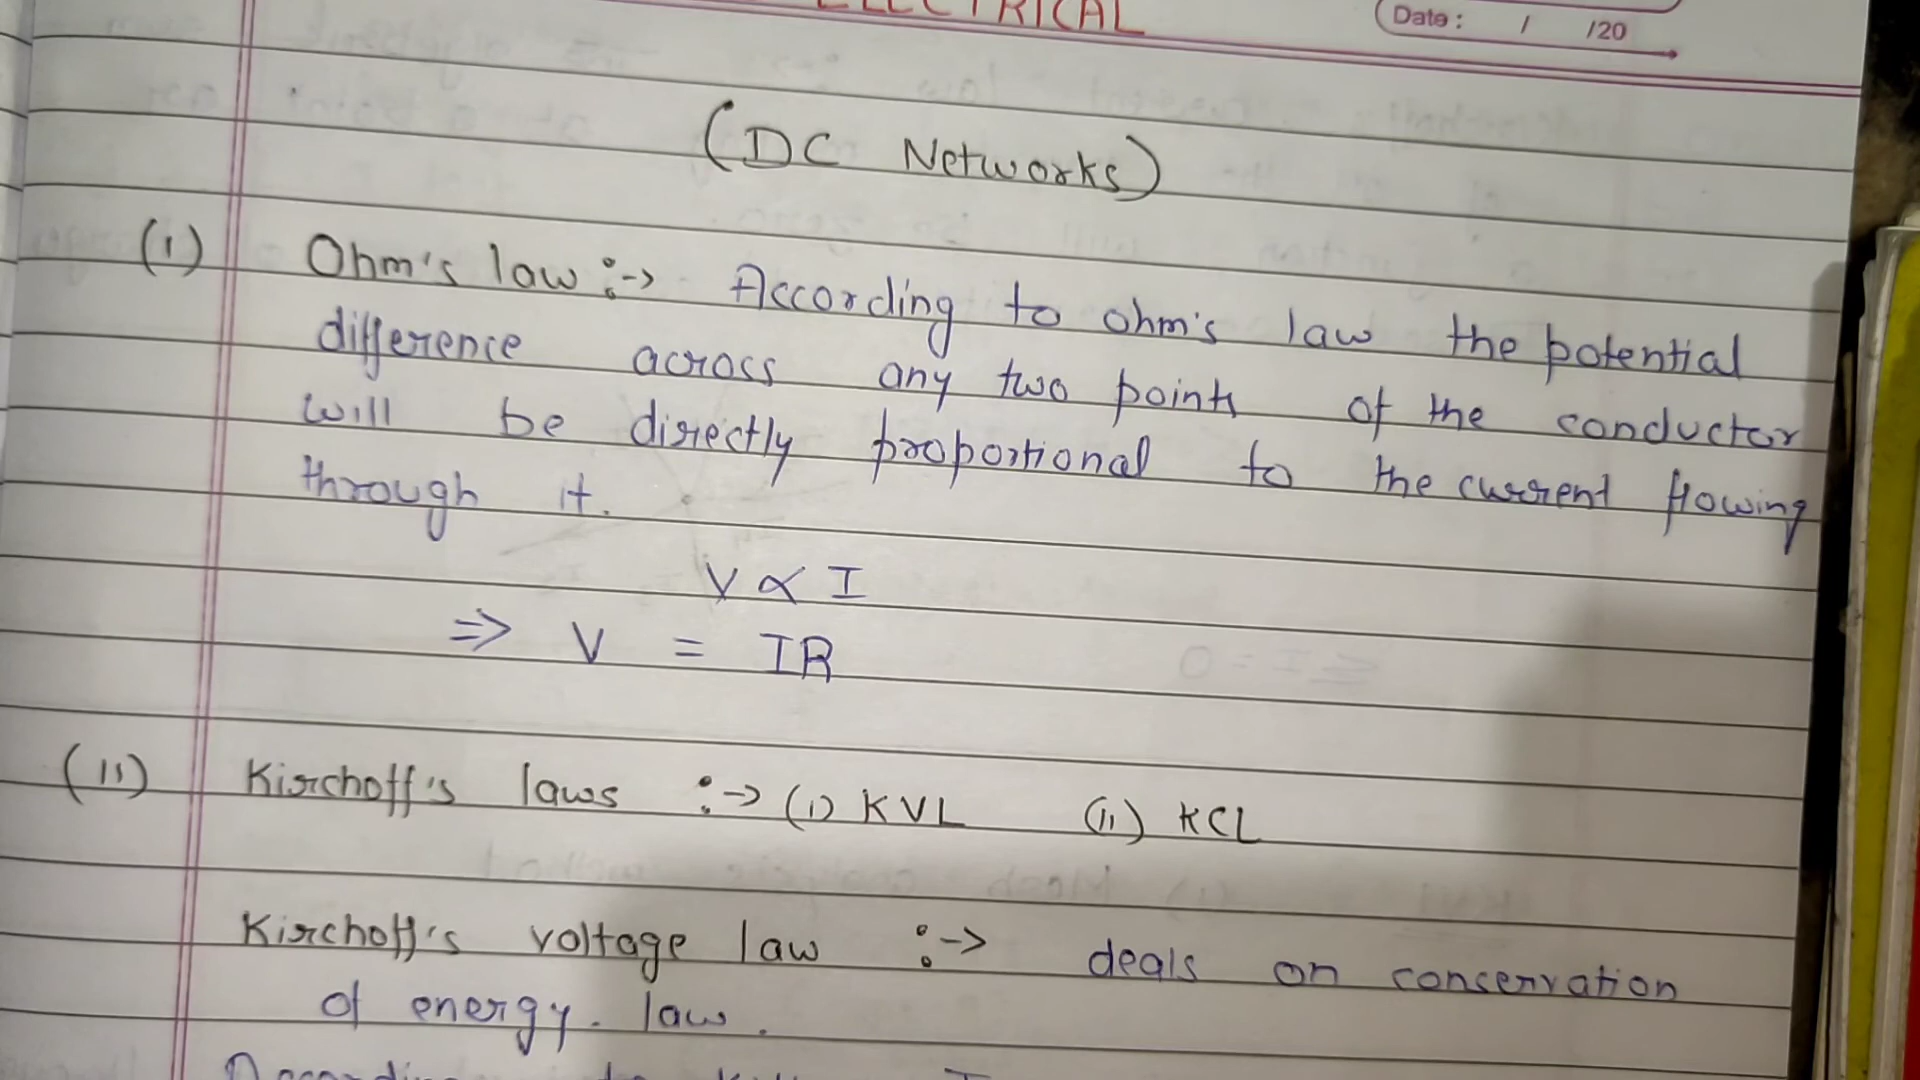 ELECTRICAL
Date: / /20
(DC Networks)
(i) Ohm's law :-> According to ohm's law the potential
difference across any two points of the conductor
will be directly proportional to the current flowing
through it.
V ∝ I
=> V = IR
(ii) Kirchoff's laws :-> (i) KVL (ii) KCL
Kirchoff's voltage law :-> deals on conservation
of energy. law.